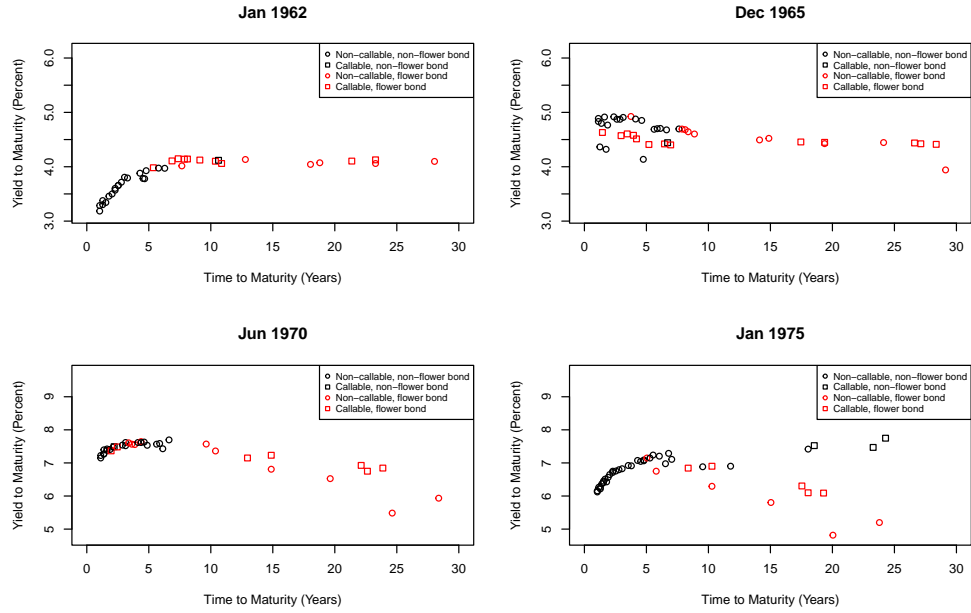 Jan 1962
Yield to Maturity (Percent)
3.0 4.0 5.0 6.0
Non−callable, non−flower bond
Callable, non−flower bond
Non−callable, flower bond
Callable, flower bond
0 5 10 15 20 25 30
Time to Maturity (Years)
Dec 1965
Yield to Maturity (Percent)
3.0 4.0 5.0 6.0
Non−callable, non−flower bond
Callable, non−flower bond
Non−callable, flower bond
Callable, flower bond
0 5 10 15 20 25 30
Time to Maturity (Years)
Jun 1970
Yield to Maturity (Percent)
5 6 7 8 9
Non−callable, non−flower bond
Callable, non−flower bond
Non−callable, flower bond
Callable, flower bond
0 5 10 15 20 25 30
Time to Maturity (Years)
Jan 1975
Yield to Maturity (Percent)
5 6 7 8 9
Non−callable, non−flower bond
Callable, non−flower bond
Non−callable, flower bond
Callable, flower bond
0 5 10 15 20 25 30
Time to Maturity (Years)